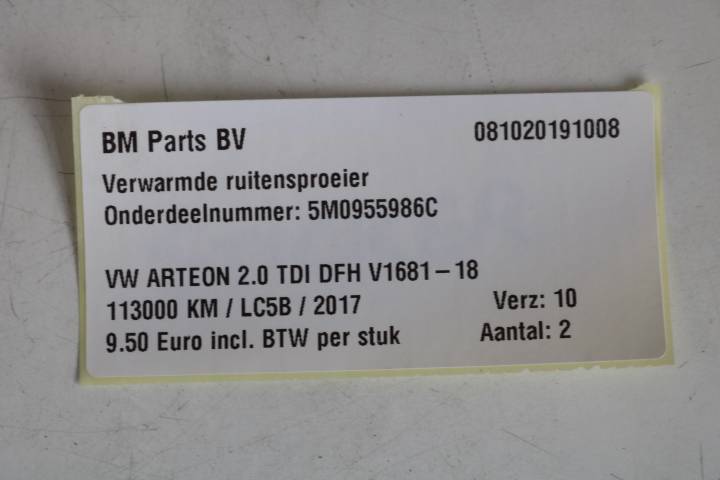 BM Parts BV 081020191008
Verwarmde ruitensproeier
Onderdeelnummer: 5M0955986C
VW ARTEON 2.0 TDI DFH V1681-18
113000 KM / LC5B / 2017 Verz: 10
9.50 Euro incl. BTW per stuk Aantal: 2